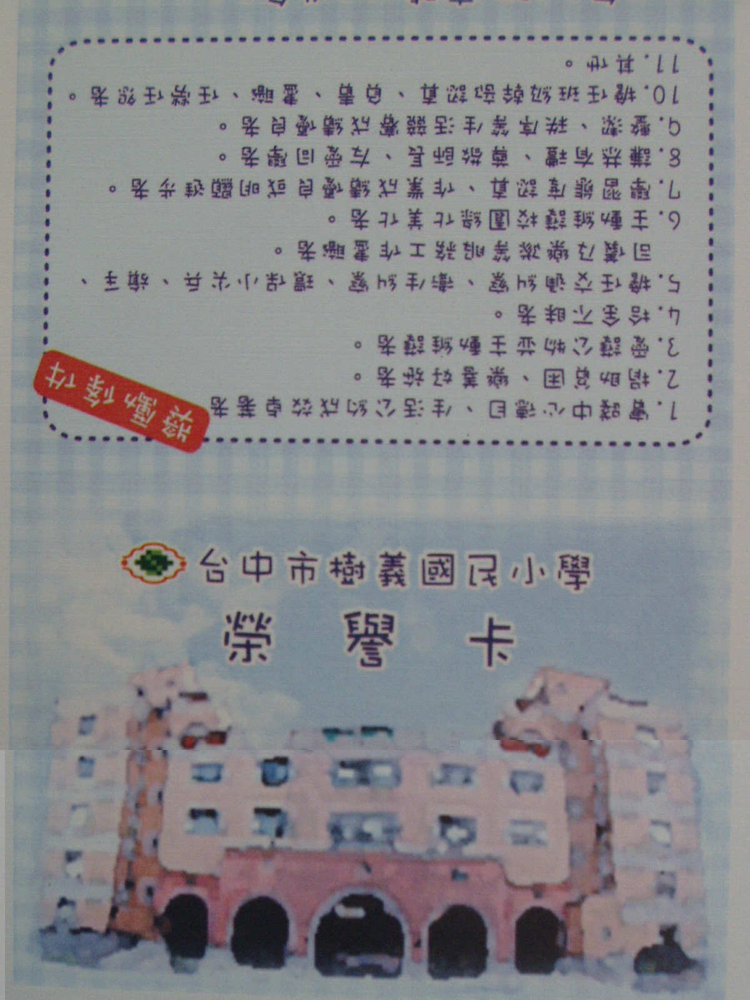 獎勵條件
1.實踐中心德目、生活公約成效卓著者
2.捐助貧困、樂善好施者。
3.愛護公物並主動維護者。
4.拾金不昧者。
5.擔任交通糾察、衛生糾察、環保小尖兵、旗手、
司儀及樂隊等服務工作盡職者。
6.主動維護校園綠化美化者。
7.學習態度認真、作業成績優良或明顯進步者。
8.謙恭有禮、尊敬師長、友愛同學者。
9.整潔、秩序等生活競賽成績優良者。
10.擔任班級幹部認真、負責、盡職、任勞任怨者。
11.其他。
台中市樹義國民小學
榮譽卡